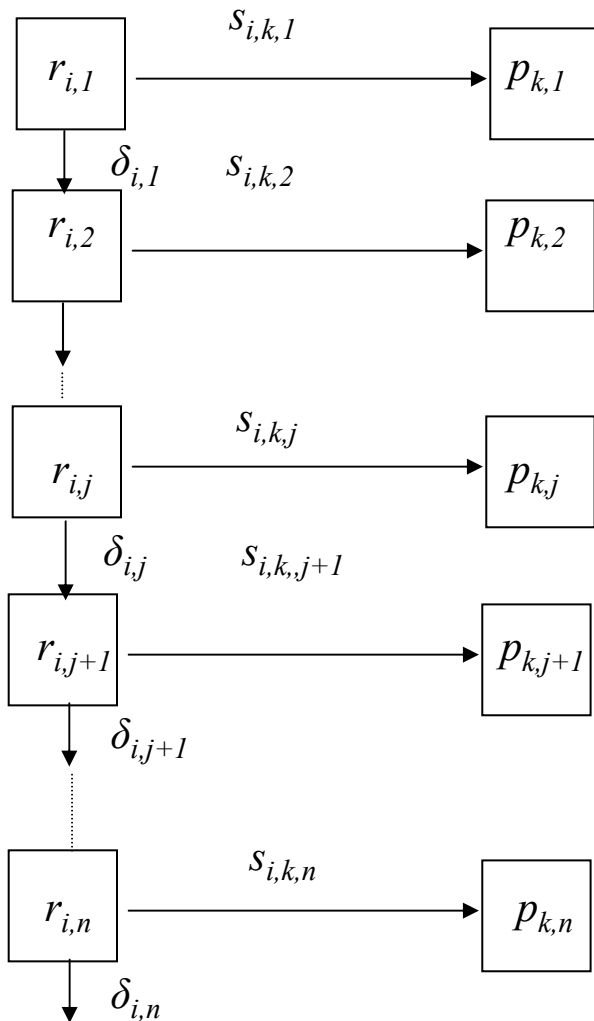 s_{i,k,1}
r_{i,1} p_{k,1}
δ_{i,1} s_{i,k,2}
r_{i,2} p_{k,2}
s_{i,k,j}
r_{i,j} p_{k,j}
δ_{i,j} s_{i,k,,j+1}
r_{i,j+1} p_{k,j+1}
δ_{i,j+1}
s_{i,k,n}
r_{i,n} p_{k,n}
δ_{i,n}